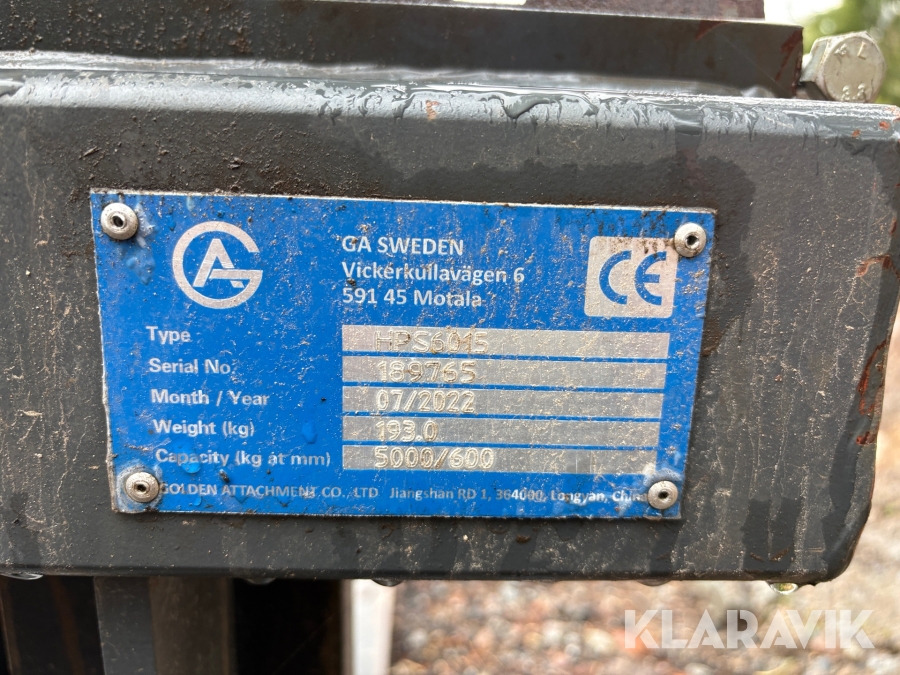 GA SWEDEN
Vickerkullavägen 6
591 45 Motala
CE
Type HPS6015
Serial No. 189765
Month / Year 07/2022
Weight (kg) 193.0
Capacity (kg at mm) 5000/600
GOLDEN ATTACHMENT CO., LTD Jiangshan RD 1, 364000, Longyan, China
8.8
KLARAVIK